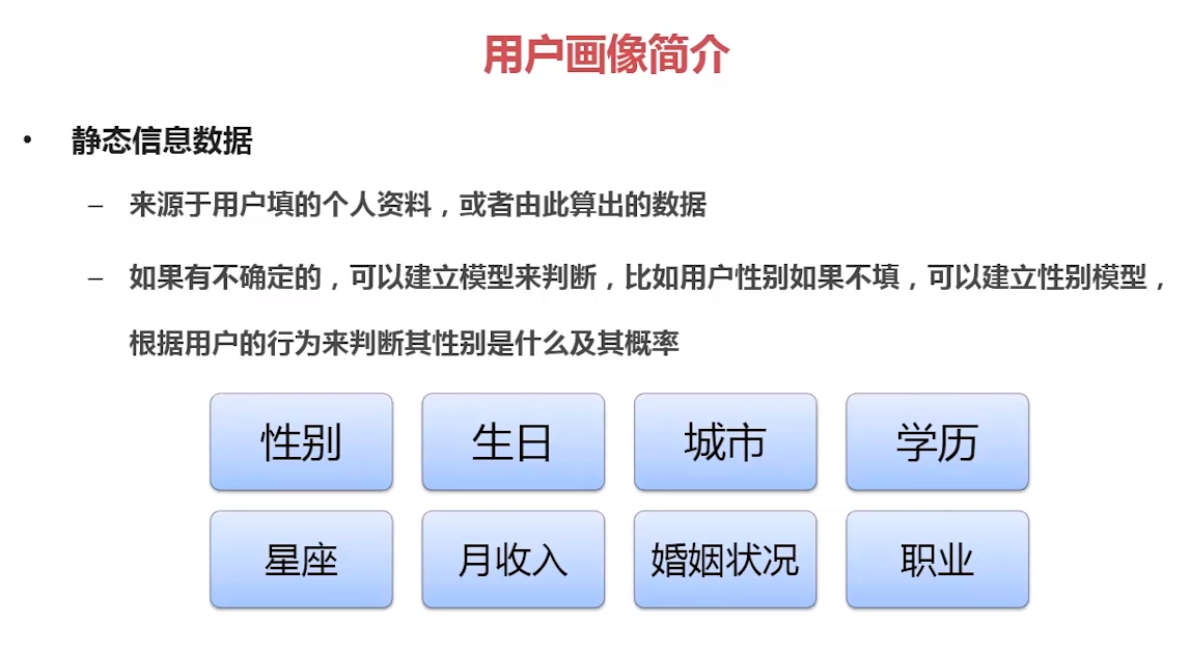 用户画像简介
• 静态信息数据
– 来源于用户填的个人资料，或者由此算出的数据
– 如果有不确定的，可以建立模型来判断，比如用户性别如果不填，可以建立性别模型，
根据用户的行为来判断其性别是什么及其概率
性别 生日 城市 学历
星座 月收入 婚姻状况 职业